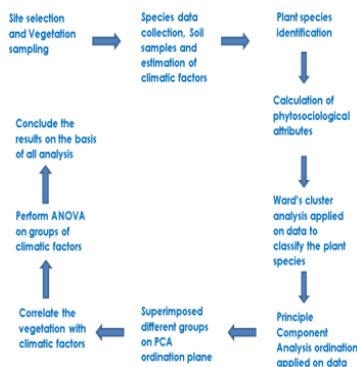 Site selection
and Vegetation
sampling
Species data
collection, Soil
samples and
estimation of
climatic factors
Plant species
identification
Calculation of
phytosociological
attributes
Ward's cluster
analysis applied
on data to
classify the plant
species
Principle
Component
Analysis ordination
applied on data
Superimposed
different groups
on PCA
ordination plane
Correlate the
vegetation with
climatic factors
Perform ANOVA
on groups of
climatic factors
Conclude the
results on the basis
of all analysis